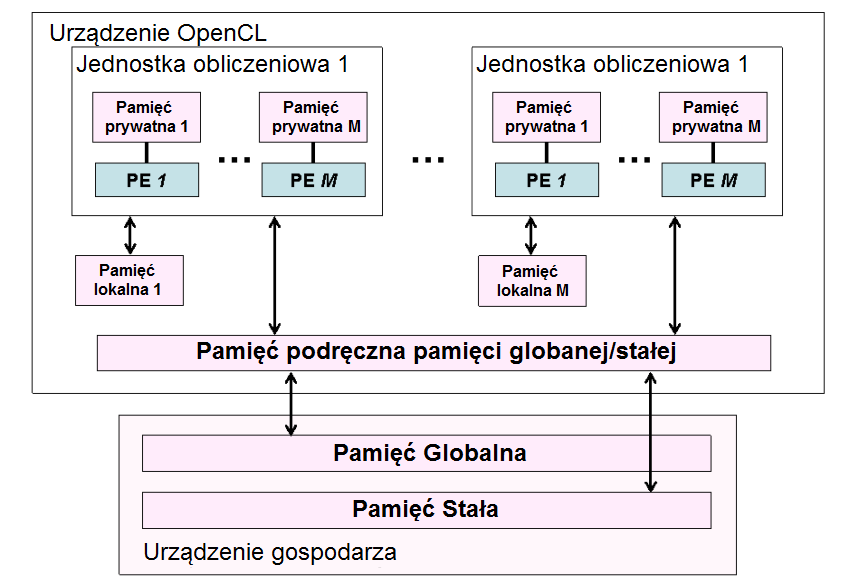 Urządzenie OpenCL
Jednostka obliczeniowa 1
Pamięć
prywatna 1
Pamięć
prywatna M
PE 1
...
PE M
...
Jednostka obliczeniowa 1
Pamięć
prywatna 1
Pamięć
prywatna M
PE 1
...
PE M
Pamięć
lokalna 1
Pamięć
lokalna M
Pamięć podręczna pamięci globanej/stałej
Pamięć Globalna
Pamięć Stała
Urządzenie gospodarza